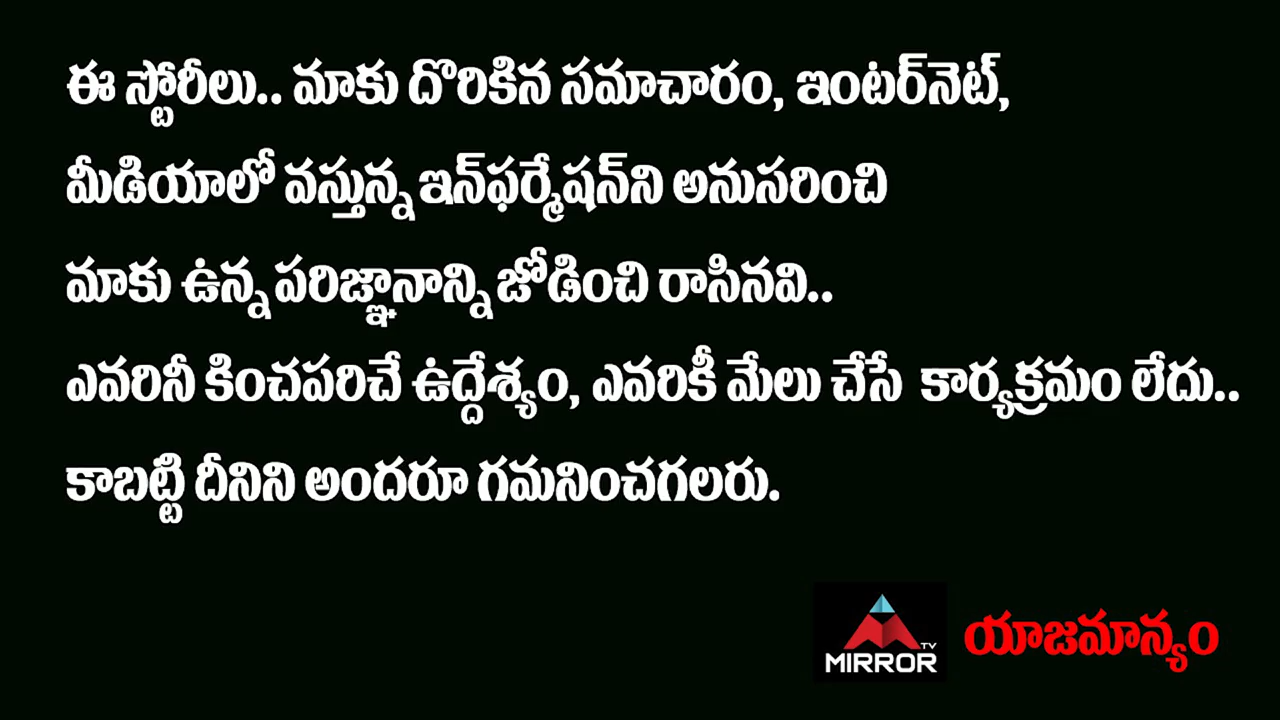 ఈ స్టోరీలు.. మాకు దొరికిన సమాచారం, ఇంటర్‌నెట్,
మీడియాలో వస్తున్న ఇన్‌ఫర్మేషన్‌ని అనుసరించి
మాకు ఉన్న పరిజ్ఞానాన్ని జోడించి రాసినవి..
ఎవరినీ కించపరిచే ఉద్దేశ్యం, ఎవరికీ మేలు చేసే కార్యక్రమం లేదు..
కాబట్టి దీనిని అందరూ గమనించగలరు.
MIRROR TV యాజమాన్యం